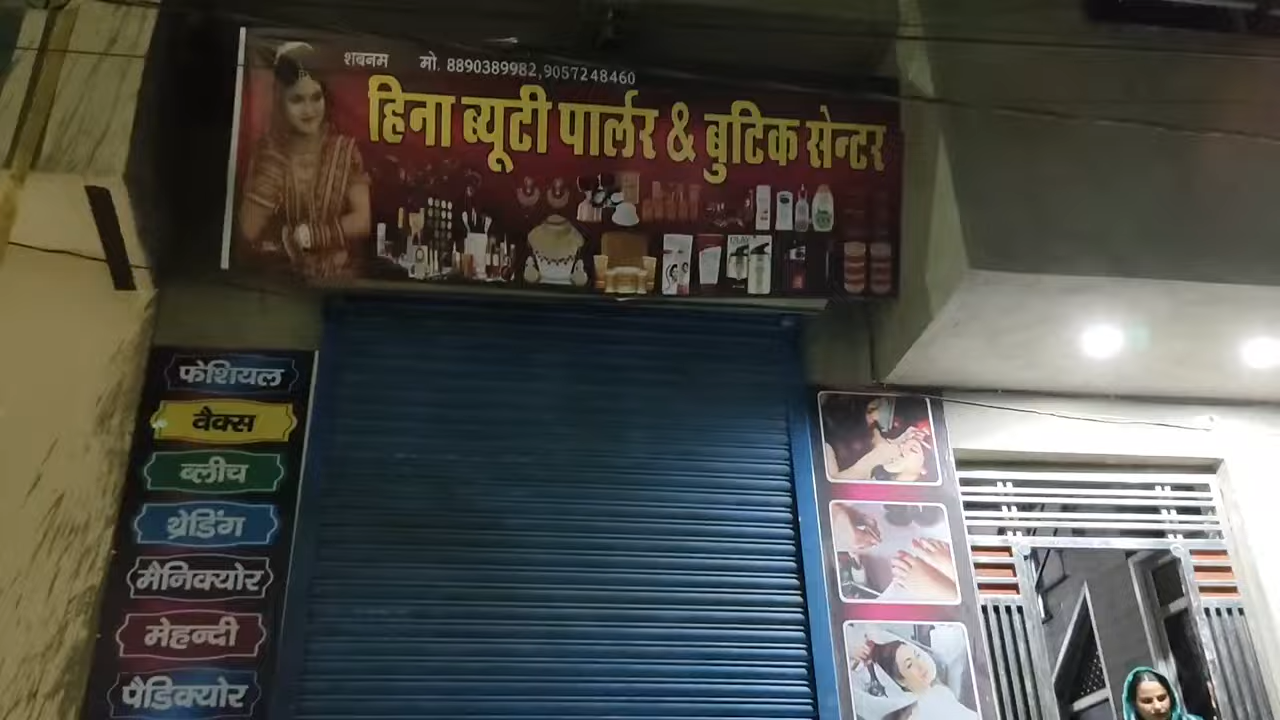 शबनम मो. 8890389982,9057248460
हिना ब्यूटी पार्लर & बुटिक सेन्टर
फेशियल
वैक्स
ब्लीच
थ्रेडिंग
मैनिक्योर
मेहन्दी
पैडिक्योर